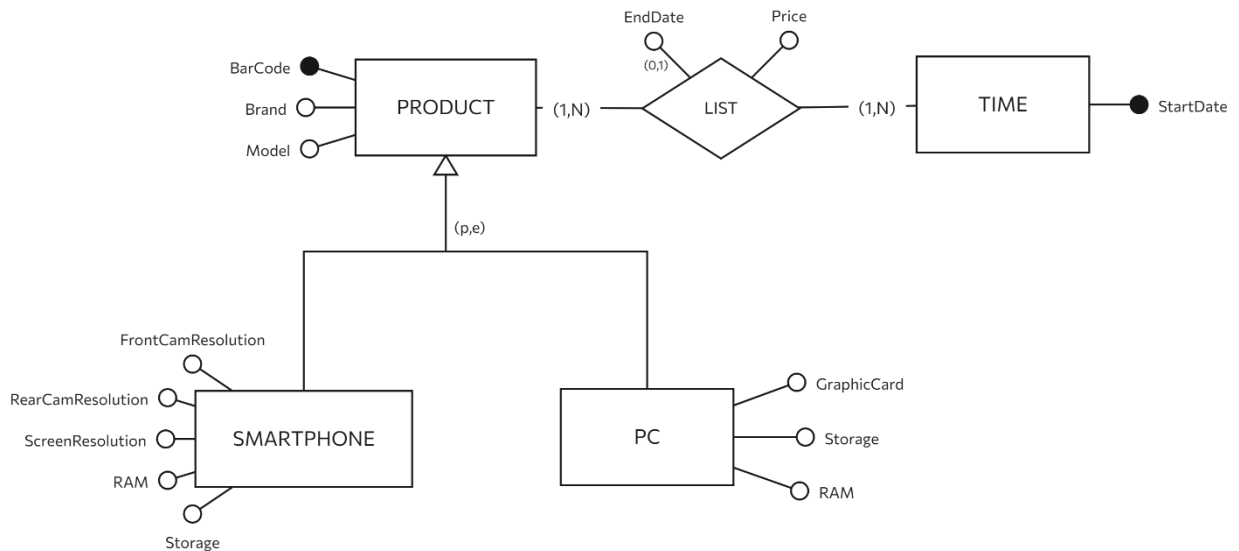 EndDate
Price
(0,1)
BarCode
Brand
Model
PRODUCT
(1,N)
LIST
(1,N)
TIME
StartDate
(p,e)
FrontCamResolution
RearCamResolution
ScreenResolution
RAM
Storage
SMARTPHONE
PC
GraphicCard
Storage
RAM